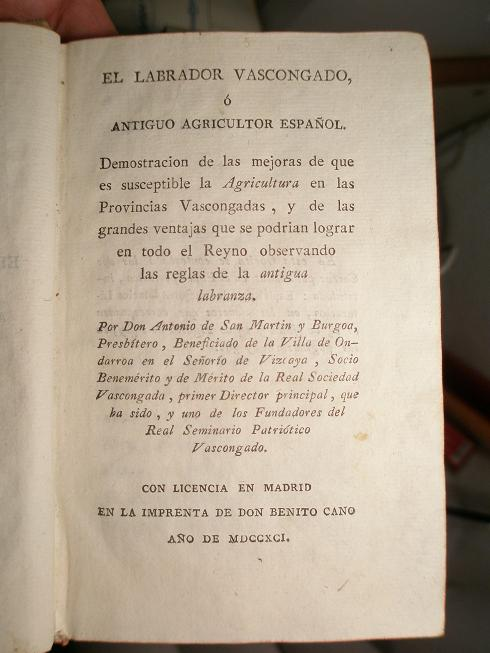 EL LABRADOR VASCONGADO,
ó
ANTIGUO AGRICULTOR ESPAÑOL.
Demostracion de las mejoras de que
es susceptible la Agricultura en las
Provincias Vascongadas, y de las
grandes ventajas que se podrian lograr
en todo el Reyno observando
las reglas de la antigua
labranza.
Por Don Antonio de San Martin y Burgoa,
Presbítero, Beneficiado de la Villa de On-
darroa en el Señorío de Vizcaya, Socio
Benemérito y de Mérito de la Real Sociedad
Vascongada, primer Director principal, que
ha sido, y uno de los Fundadores del
Real Seminario Patriótico
Vascongado.
CON LICENCIA EN MADRID
EN LA IMPRENTA DE DON BENITO CANO
AÑO DE MDCCXCI.